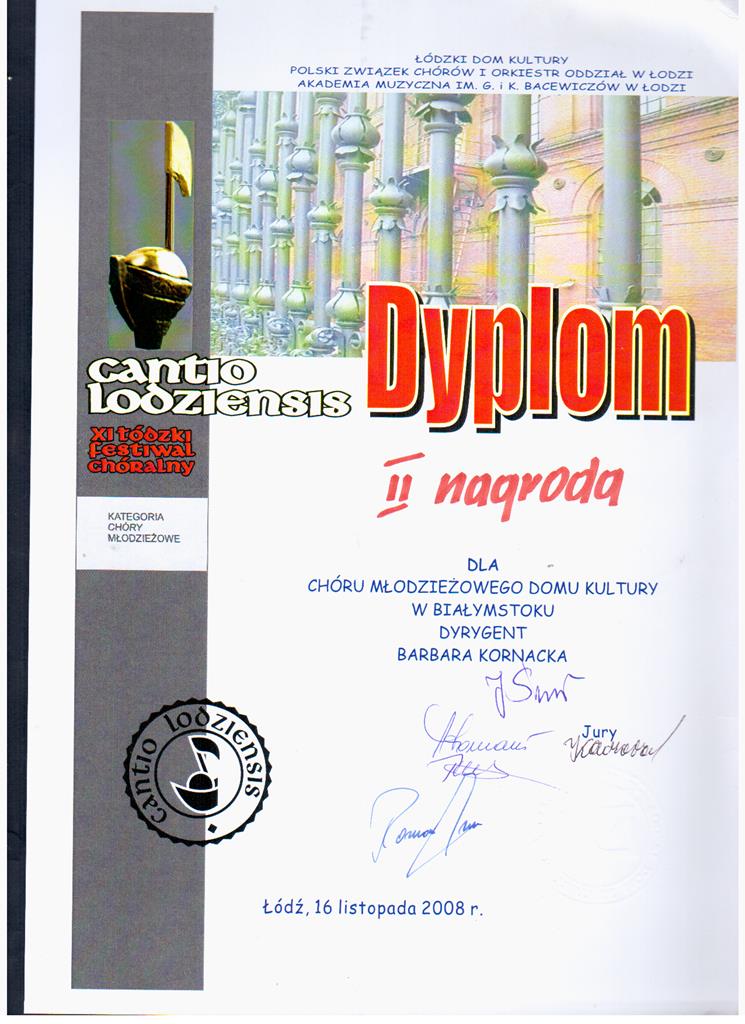 ŁÓDZKI DOM KULTURY
POLSKI ZWIĄZEK CHÓRÓW I ORKIESTR ODDZIAŁ W ŁODZI
AKADEMIA MUZYCZNA IM. G. i K. BACEWICZÓW W ŁODZI
Dyplom
cantio
lodziensis
XI łódzki
festiwal
chóralny
II nagroda
KATEGORIA
CHÓRY
MŁODZIEŻOWE
DLA
CHÓRU MŁODZIEŻOWEGO DOMU KULTURY
W BIAŁYMSTOKU
DYRYGENT
BARBARA KORNACKA
Jury
cantio lodziensis
Łódź, 16 listopada 2008 r.